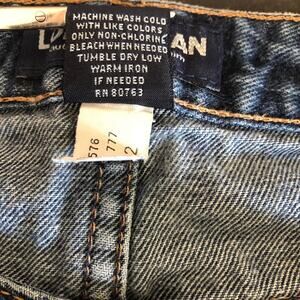 MACHINE WASH COLD
WITH LIKE COLORS
ONLY NON-CHLORINE
BLEACH WHEN NEEDED
TUMBLE DRY LOW
WARM IRON
IF NEEDED
RN 80763
576
777
2